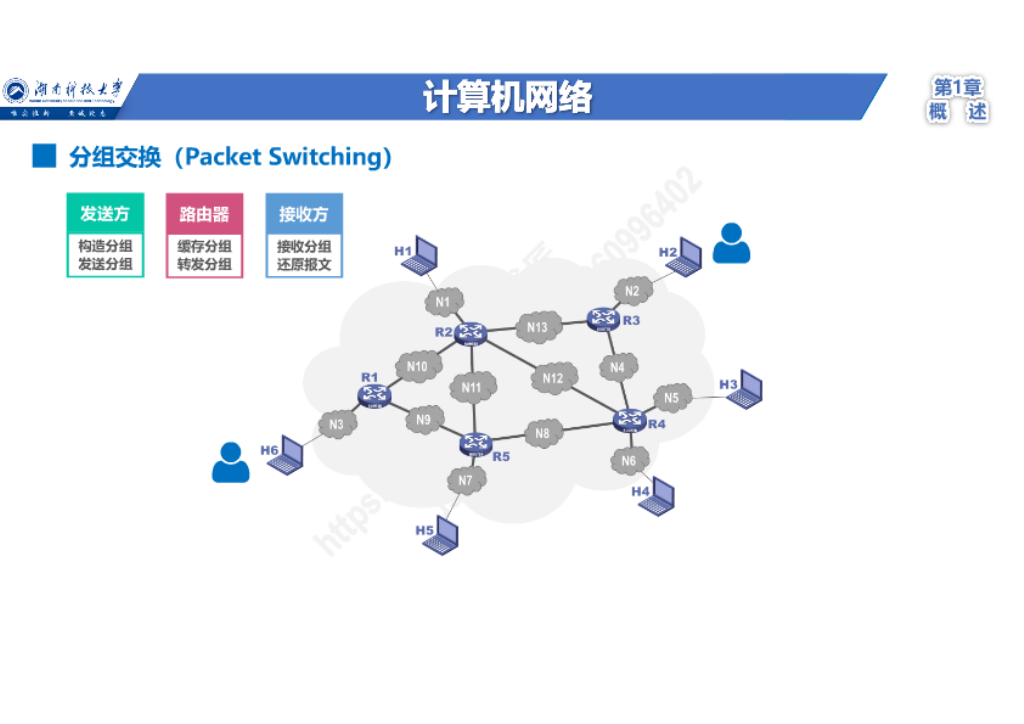 湖南科技大学
计算机网络
第1章
概 述
分组交换（Packet Switching）
发送方
构造分组
发送分组
路由器
缓存分组
转发分组
接收方
接收分组
还原报文
H1
H2
N1
N2
R2
N13
R3
N10
N4
R1
N12
N11
H3
N5
N9
N3
R4
N8
H6
R5
N6
N7
H4
H5
https
60996402